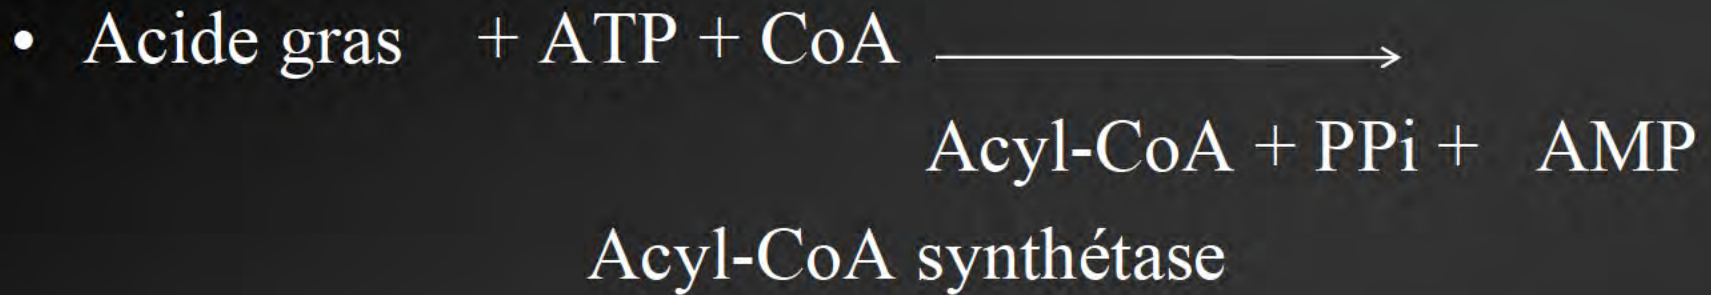 • Acide gras + ATP + CoA ⟶
Acyl-CoA + PPi + AMP
Acyl-CoA synthétase